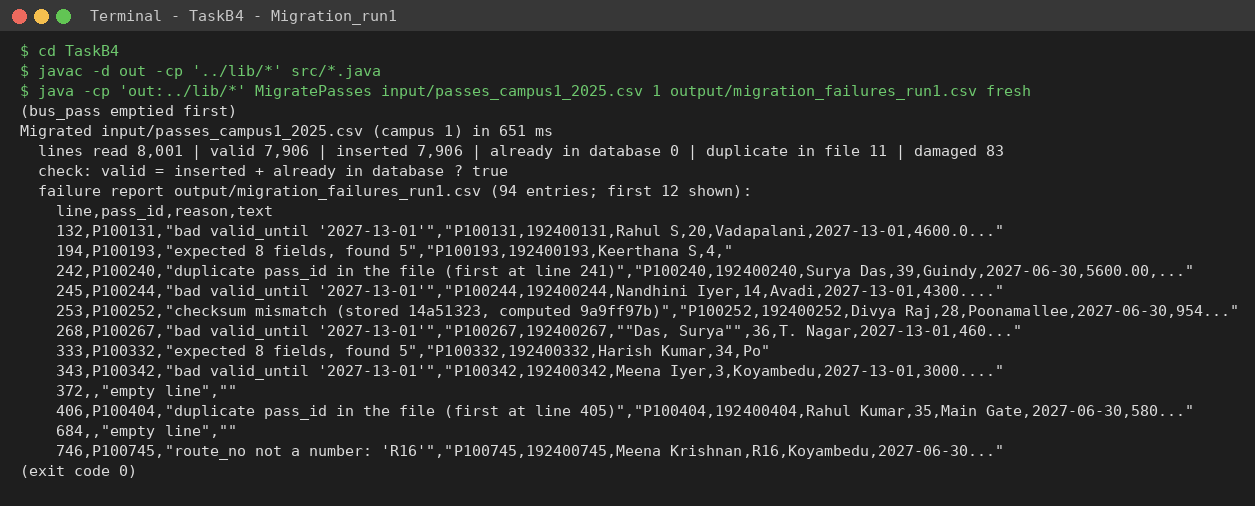 Terminal - TaskB4 - Migration_run1
$ cd TaskB4
$ javac -d out -cp '../lib/*' src/*.java
$ java -cp 'out:../lib/*' MigratePasses input/passes_campus1_2025.csv 1 output/migration_failures_run1.csv fresh
(bus_pass emptied first)
Migrated input/passes_campus1_2025.csv (campus 1) in 651 ms
  lines read 8,001 | valid 7,906 | inserted 7,906 | already in database 0 | duplicate in file 11 | damaged 83
  check: valid = inserted + already in database ? true
  failure report output/migration_failures_run1.csv (94 entries; first 12 shown):
    line,pass_id,reason,text
    132,P100131,"bad valid_until '2027-13-01'","P100131,192400131,Rahul S,20,Vadapalani,2027-13-01,4600.0..."
    194,P100193,"expected 8 fields, found 5","P100193,192400193,Keerthana S,4,"
    242,P100240,"duplicate pass_id in the file (first at line 241)","P100240,192400240,Surya Das,39,Guindy,2027-06-30,5600.00,..."
    245,P100244,"bad valid_until '2027-13-01'","P100244,192400244,Nandhini Iyer,14,Avadi,2027-13-01,4300...."
    253,P100252,"checksum mismatch (stored 14a51323, computed 9a9ff97b)","P100252,192400252,Divya Raj,28,Poonamallee,2027-06-30,954..."
    268,P100267,"bad valid_until '2027-13-01'","P100267,192400267,""Das, Surya"",36,T. Nagar,2027-13-01,460..."
    333,P100332,"expected 8 fields, found 5","P100332,192400332,Harish Kumar,34,Po"
    343,P100342,"bad valid_until '2027-13-01'","P100342,192400342,Meena Iyer,3,Koyambedu,2027-13-01,3000...."
    372,,"empty line",""
    406,P100404,"duplicate pass_id in the file (first at line 405)","P100404,192400404,Rahul Kumar,35,Main Gate,2027-06-30,580..."
    684,,"empty line",""
    746,P100745,"route_no not a number: 'R16'","P100745,192400745,Meena Krishnan,R16,Koyambedu,2027-06-30..."
(exit code 0)